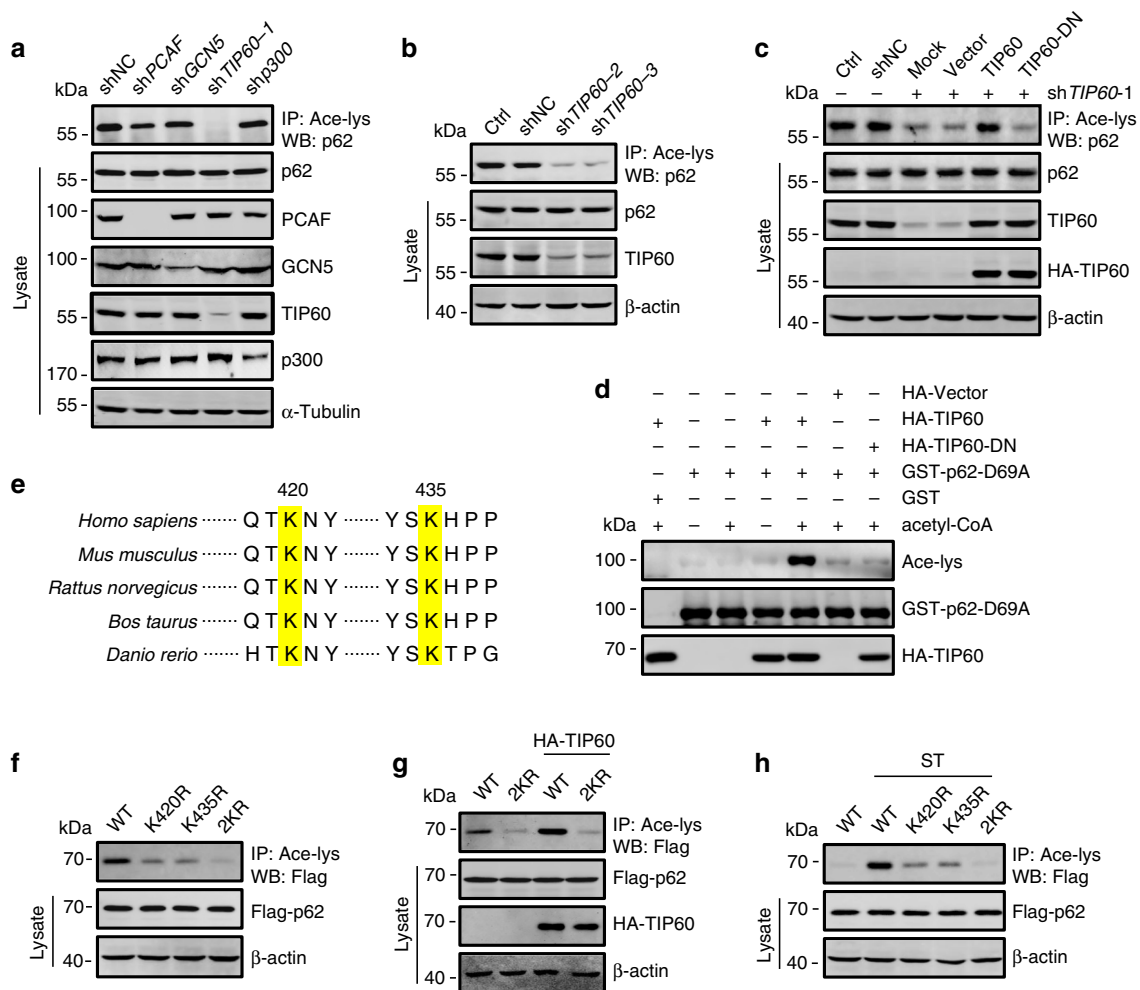 a
kDa
shNC
shPCAF
shGCN5
shTIP60–1
shp300
55 -
IP: Ace-lys
WB: p62
55 -
p62
100 -
PCAF
100 -
GCN5
55 -
TIP60
170 -
p300
55 -
α-Tubulin
Lysate
b
kDa
Ctrl
shNC
shTIP60–2
shTIP60–3
55 -
IP: Ace-lys
WB: p62
55 -
p62
55 -
TIP60
40 -
β-actin
Lysate
c
Ctrl
shNC
Mock
Vector
TIP60
TIP60-DN
kDa – – + + + + shTIP60-1
55 -
IP: Ace-lys
WB: p62
55 -
p62
55 -
TIP60
55 -
HA-TIP60
40 -
β-actin
Lysate
d
– – – – – + – HA-Vector
+ – – + + – – HA-TIP60
– – – – – – + HA-TIP60-DN
– + + + + + + GST-p62-D69A
+ – – – – – – GST
kDa + – + – + + + acetyl-CoA
100 - Ace-lys
100 - GST-p62-D69A
70 - HA-TIP60
e
420 435
Homo sapiens ······· Q T K N Y ······· Y S K H P P
Mus musculus ······· Q T K N Y ······· Y S K H P P
Rattus norvegicus ······· Q T K N Y ······· Y S K H P P
Bos taurus ······· Q T K N Y ······· Y S K H P P
Danio rerio ······· H T K N Y ······· Y S K T P G
f
kDa
WT
K420R
K435R
2KR
70-
IP: Ace-lys
WB: Flag
70-
Flag-p62
40-
β-actin
Lysate
g
HA-TIP60
kDa
WT
2KR
WT
2KR
70 -
IP: Ace-lys
WB: Flag
70 -
Flag-p62
70 -
HA-TIP60
40 -
β-actin
Lysate
h
ST
kDa
WT
WT
K420R
K435R
2KR
70-
IP: Ace-lys
WB: Flag
70-
Flag-p62
40-
β-actin
Lysate